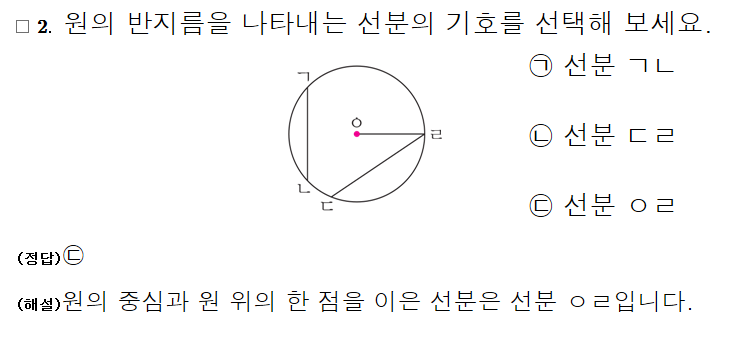 □ 2. 원의 반지름을 나타내는 선분의 기호를 선택해 보세요.
㉠ 선분 ㄱㄴ
ㄱ
ㅇ
ㄹ
㉡ 선분 ㄷㄹ
ㄴ
ㄷ
㉢ 선분 ㅇㄹ
(정답)㉢
(해설)원의 중심과 원 위의 한 점을 이은 선분은 선분 ㅇㄹ입니다.